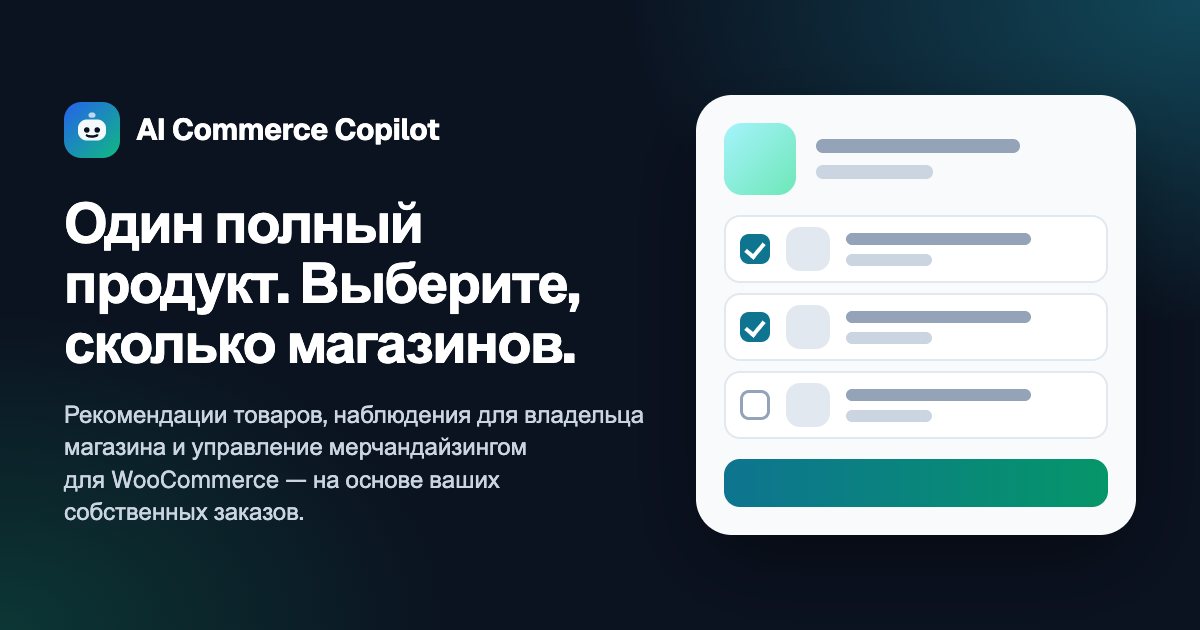 AI Commerce Copilot
Один полный
продукт. Выберите,
сколько магазинов.
Рекомендации товаров, наблюдения для владельца
магазина и управление мерчандайзингом
для WooCommerce — на основе ваших
собственных заказов.